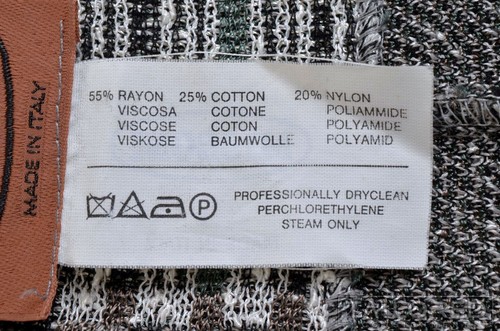 MADE IN ITALY
55% RAYON 25% COTTON 20% NYLON
VISCOSA COTONE POLIAMMIDE
VISCOSE COTON POLYAMIDE
VISKOSE BAUMWOLLE POLYAMID
PROFESSIONALLY DRYCLEAN
PERCHLORETHYLENE
STEAM ONLY
P